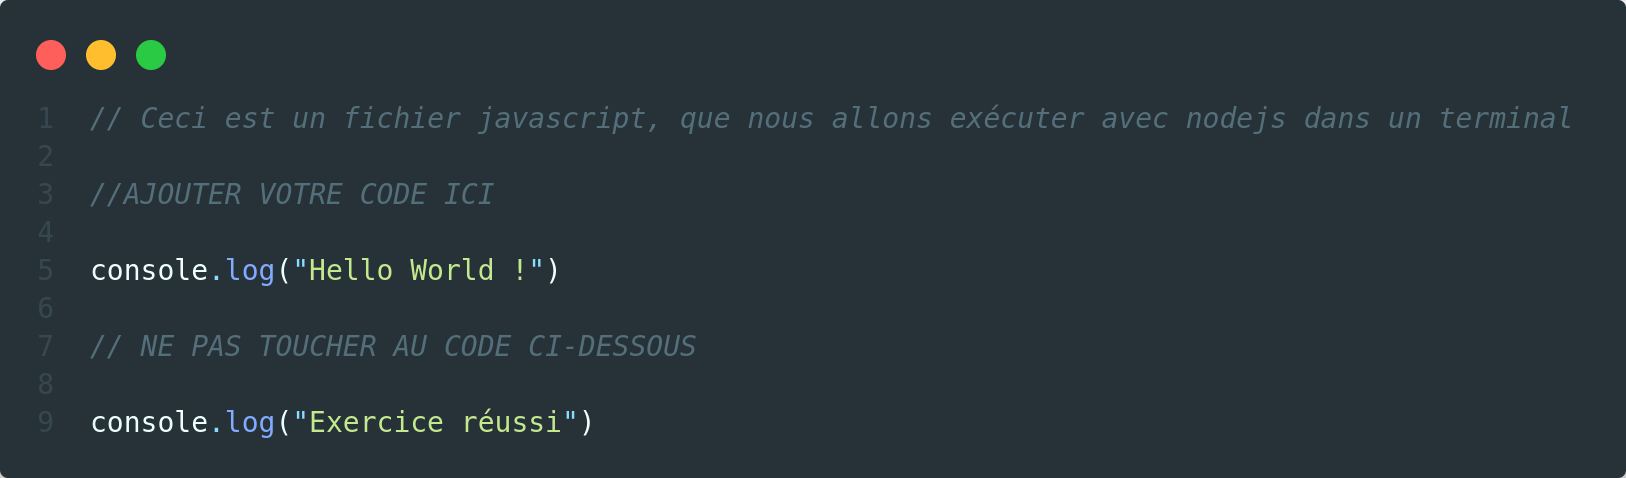 1 // Ceci est un fichier javascript, que nous allons exécuter avec nodejs dans un terminal
2
3 //AJOUTER VOTRE CODE ICI
4
5 console.log("Hello World !")
6
7 // NE PAS TOUCHER AU CODE CI-DESSOUS
8
9 console.log("Exercice réussi")